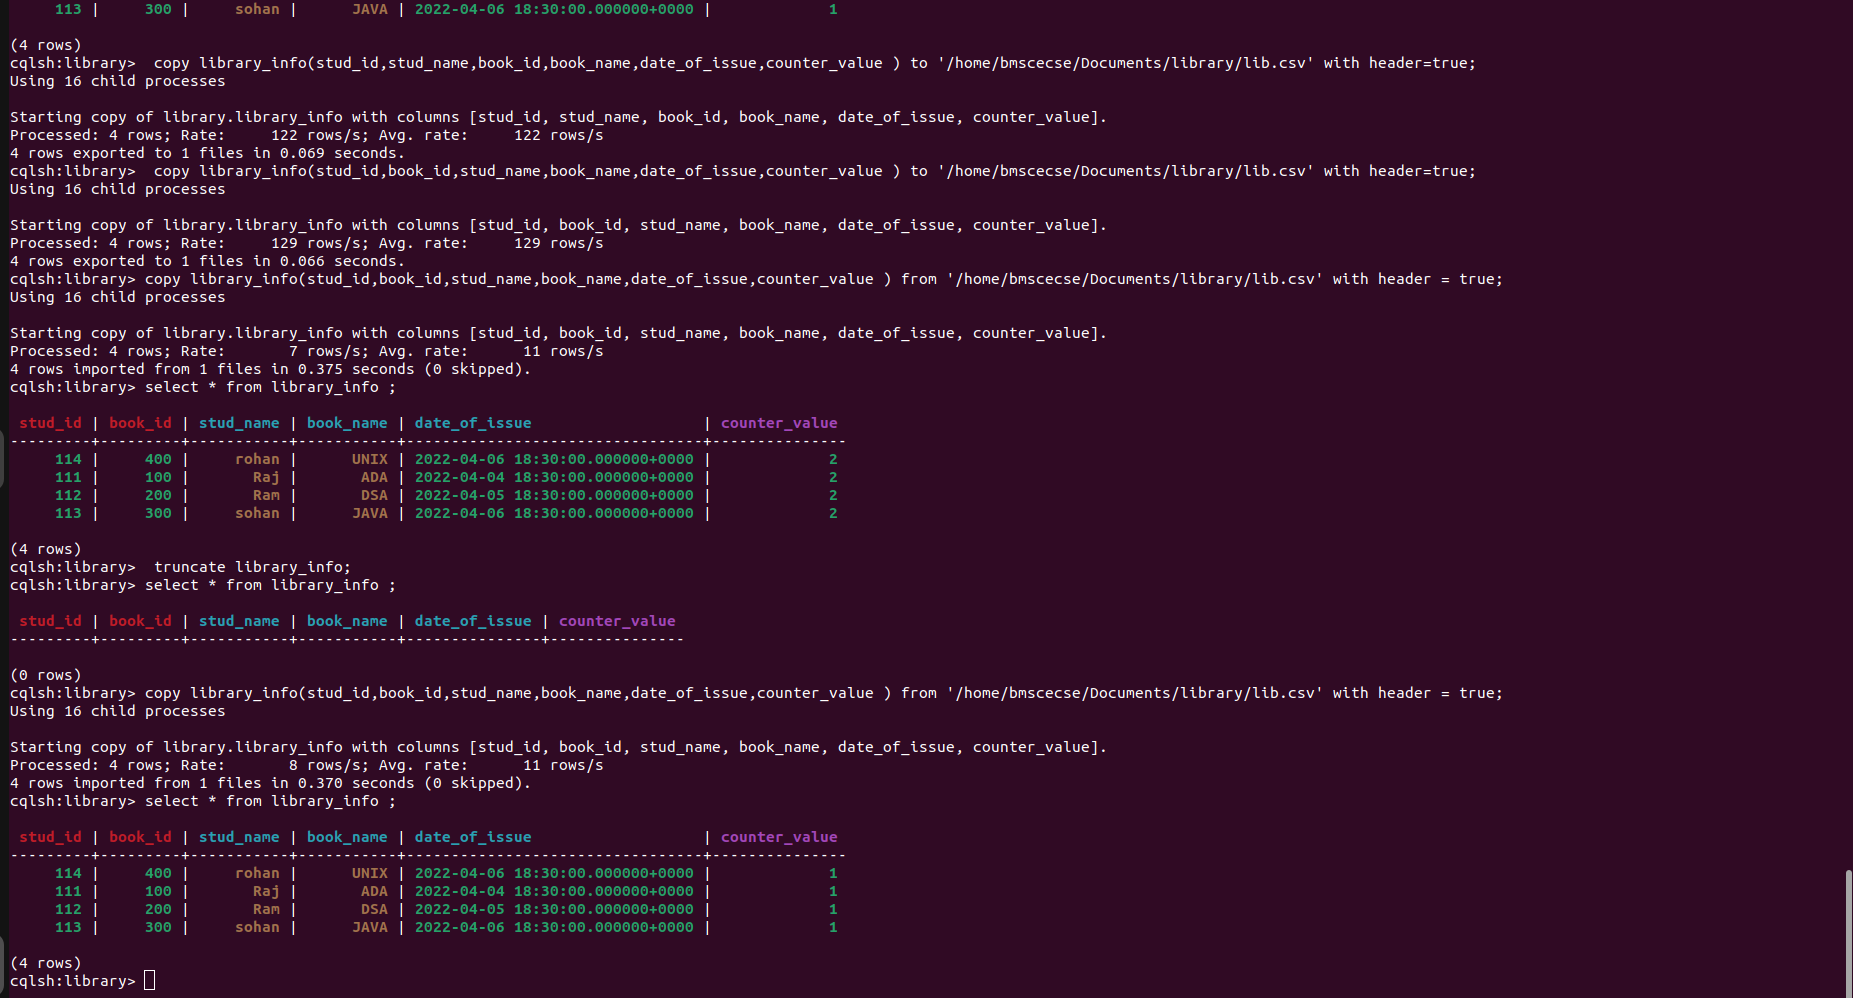 113 | 300 | sohan | JAVA | 2022-04-06 18:30:00.000000+0000 | 1
(4 rows)
cqlsh:library>  copy library_info(stud_id,stud_name,book_id,book_name,date_of_issue,counter_value ) to '/home/bmscecse/Documents/library/lib.csv' with header=true;
Using 16 child processes
Starting copy of library.library_info with columns [stud_id, stud_name, book_id, book_name, date_of_issue, counter_value].
Processed: 4 rows; Rate:     122 rows/s; Avg. rate:     122 rows/s
4 rows exported to 1 files in 0.069 seconds.
cqlsh:library>  copy library_info(stud_id,book_id,stud_name,book_name,date_of_issue,counter_value ) to '/home/bmscecse/Documents/library/lib.csv' with header=true;
Using 16 child processes
Starting copy of library.library_info with columns [stud_id, book_id, stud_name, book_name, date_of_issue, counter_value].
Processed: 4 rows; Rate:     129 rows/s; Avg. rate:     129 rows/s
4 rows exported to 1 files in 0.066 seconds.
cqlsh:library> copy library_info(stud_id,book_id,stud_name,book_name,date_of_issue,counter_value ) from '/home/bmscecse/Documents/library/lib.csv' with header = true;
Using 16 child processes
Starting copy of library.library_info with columns [stud_id, book_id, stud_name, book_name, date_of_issue, counter_value].
Processed: 4 rows; Rate:       7 rows/s; Avg. rate:      11 rows/s
4 rows imported from 1 files in 0.375 seconds (0 skipped).
cqlsh:library> select * from library_info ;
stud_id | book_id | stud_name | book_name | date_of_issue | counter_value
---------+---------+-----------+-----------+---------------------------------+---------------
114 | 400 | rohan | UNIX | 2022-04-06 18:30:00.000000+0000 | 2
111 | 100 | Raj | ADA | 2022-04-04 18:30:00.000000+0000 | 2
112 | 200 | Ram | DSA | 2022-04-05 18:30:00.000000+0000 | 2
113 | 300 | sohan | JAVA | 2022-04-06 18:30:00.000000+0000 | 2
(4 rows)
cqlsh:library>  truncate library_info;
cqlsh:library> select * from library_info ;
stud_id | book_id | stud_name | book_name | date_of_issue | counter_value
---------+---------+-----------+-----------+---------------+---------------
(0 rows)
cqlsh:library> copy library_info(stud_id,book_id,stud_name,book_name,date_of_issue,counter_value ) from '/home/bmscecse/Documents/library/lib.csv' with header = true;
Using 16 child processes
Starting copy of library.library_info with columns [stud_id, book_id, stud_name, book_name, date_of_issue, counter_value].
Processed: 4 rows; Rate:       8 rows/s; Avg. rate:      11 rows/s
4 rows imported from 1 files in 0.370 seconds (0 skipped).
cqlsh:library> select * from library_info ;
stud_id | book_id | stud_name | book_name | date_of_issue | counter_value
---------+---------+-----------+-----------+---------------------------------+---------------
114 | 400 | rohan | UNIX | 2022-04-06 18:30:00.000000+0000 | 1
111 | 100 | Raj | ADA | 2022-04-04 18:30:00.000000+0000 | 1
112 | 200 | Ram | DSA | 2022-04-05 18:30:00.000000+0000 | 1
113 | 300 | sohan | JAVA | 2022-04-06 18:30:00.000000+0000 | 1
(4 rows)
cqlsh:library>